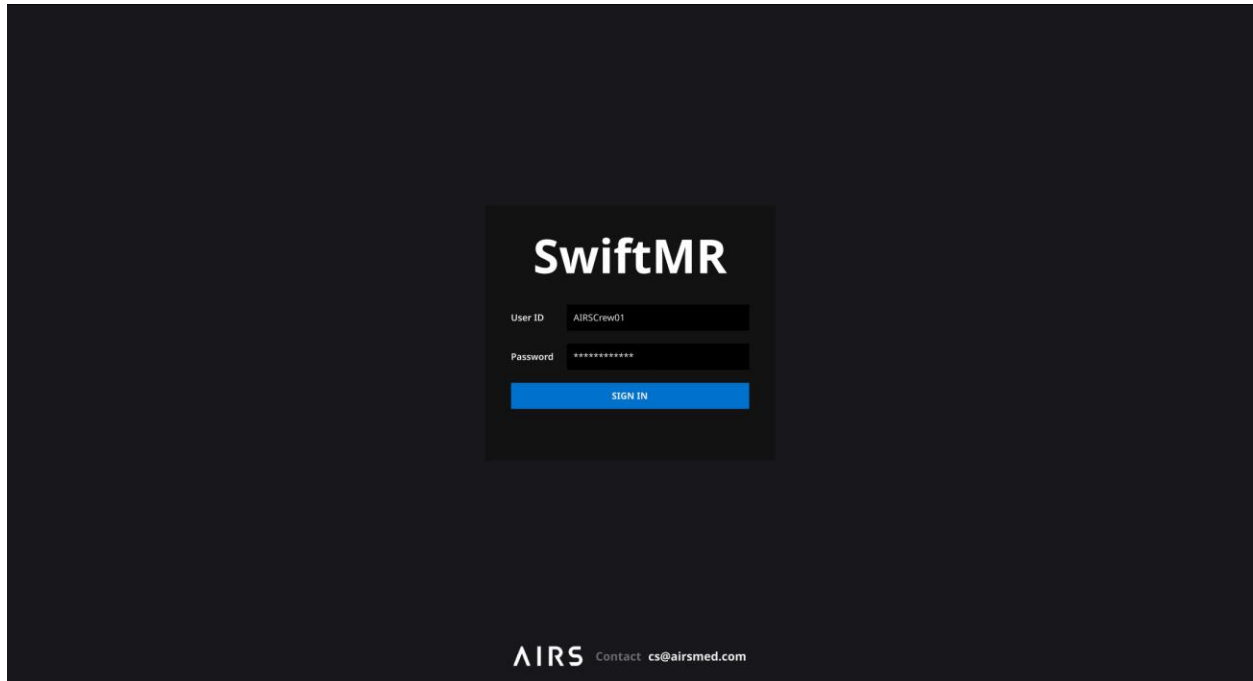 SwiftMR
User ID AIRSCrew01
Password ************
SIGN IN
AIRS Contact cs@airsmed.com